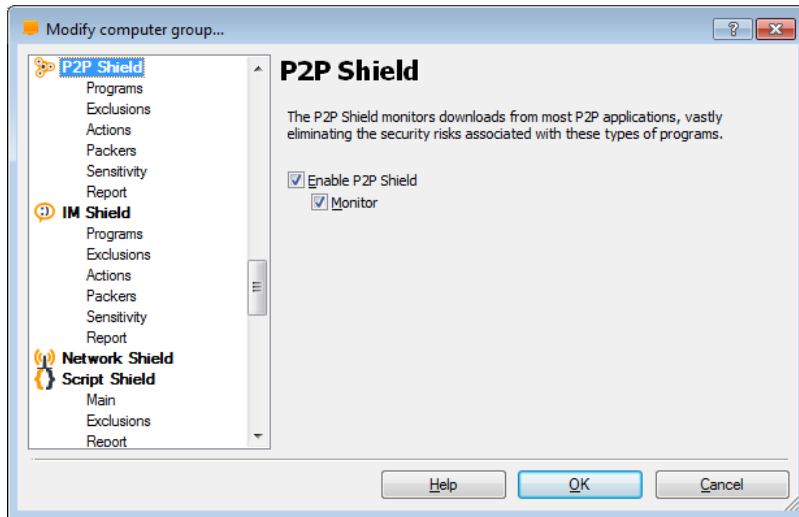 Modify computer group...
P2P Shield
Programs
Exclusions
Actions
Packers
Sensitivity
Report
IM Shield
Programs
Exclusions
Actions
Packers
Sensitivity
Report
Network Shield
Script Shield
Main
Exclusions
Report
P2P Shield
The P2P Shield monitors downloads from most P2P applications, vastly
eliminating the security risks associated with these types of programs.
Enable P2P Shield
Monitor
Help
OK
Cancel